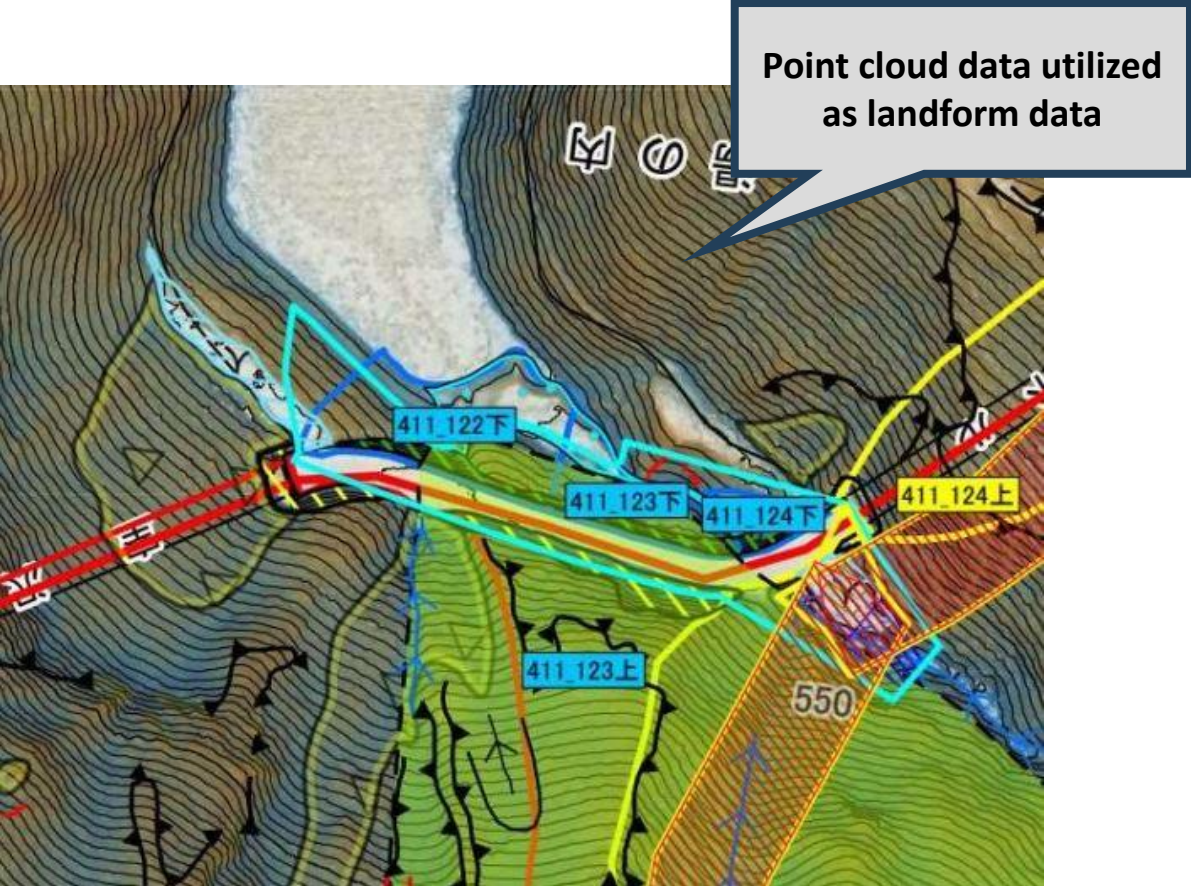 Point cloud data utilized
as landform data
411_122下
411_123下
411_124下
411_124上
411_123上
550